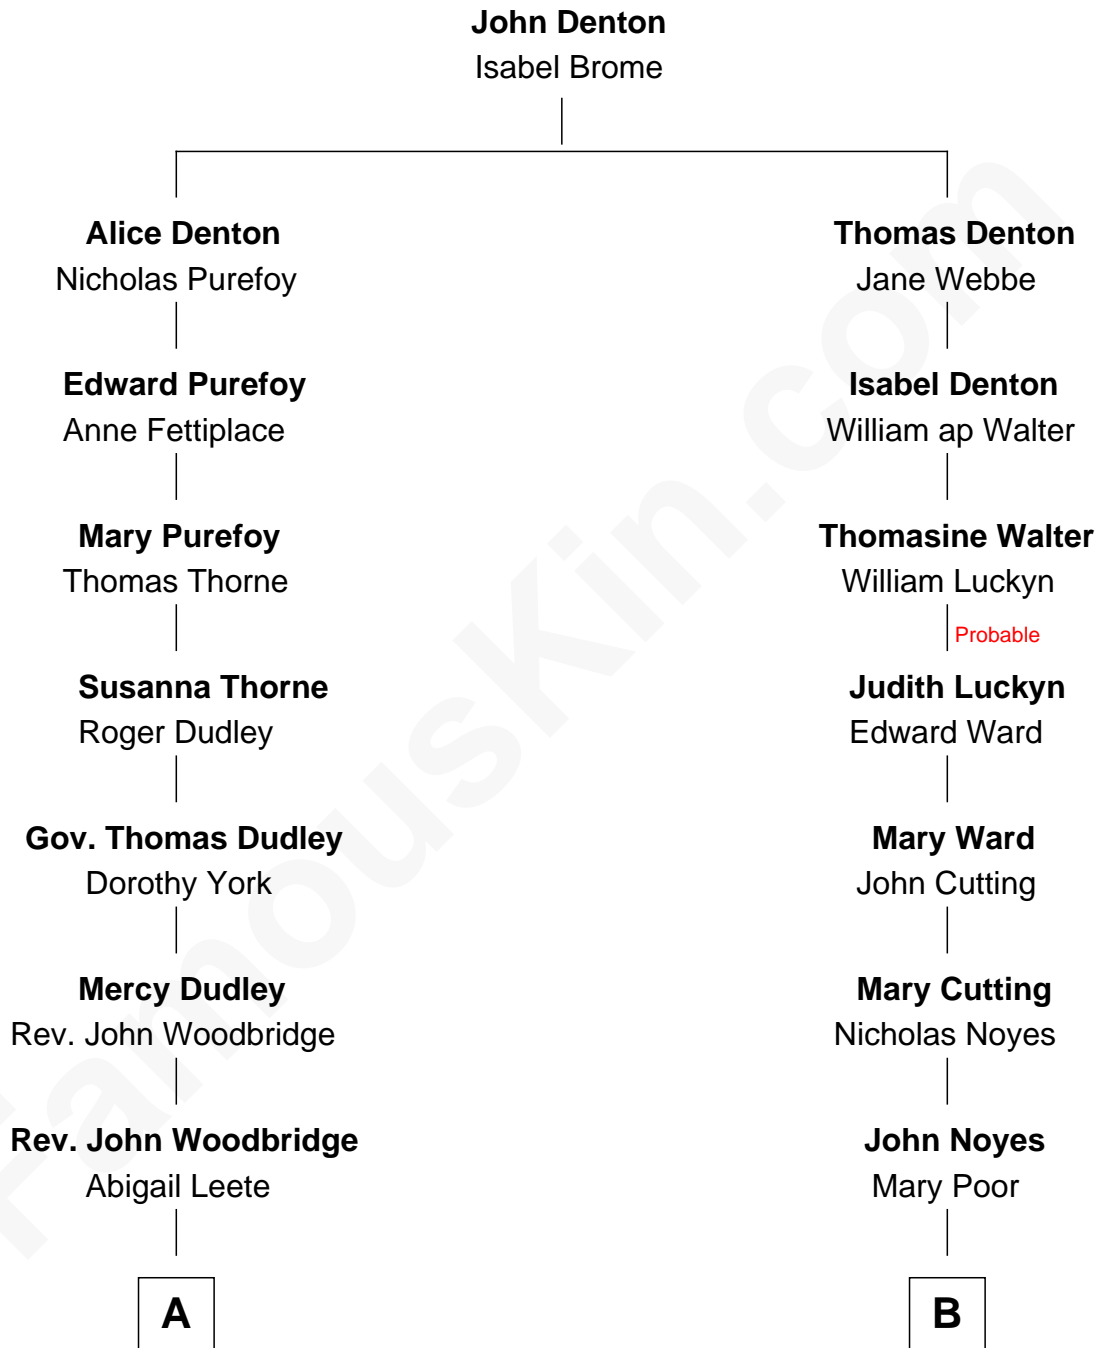 John Denton
Isabel Brome
Alice Denton
Nicholas Purefoy
Thomas Denton
Jane Webbe
Edward Purefoy
Anne Fettiplace
Isabel Denton
William ap Walter
Mary Purefoy
Thomas Thorne
Thomasine Walter
William Luckyn
Probable
Susanna Thorne
Roger Dudley
Judith Luckyn
Edward Ward
Gov. Thomas Dudley
Dorothy York
Mary Ward
John Cutting
Mercy Dudley
Rev. John Woodbridge
Mary Cutting
Nicholas Noyes
Rev. John Woodbridge
Abigail Leete
John Noyes
Mary Poor
A
B
FamousKin.com